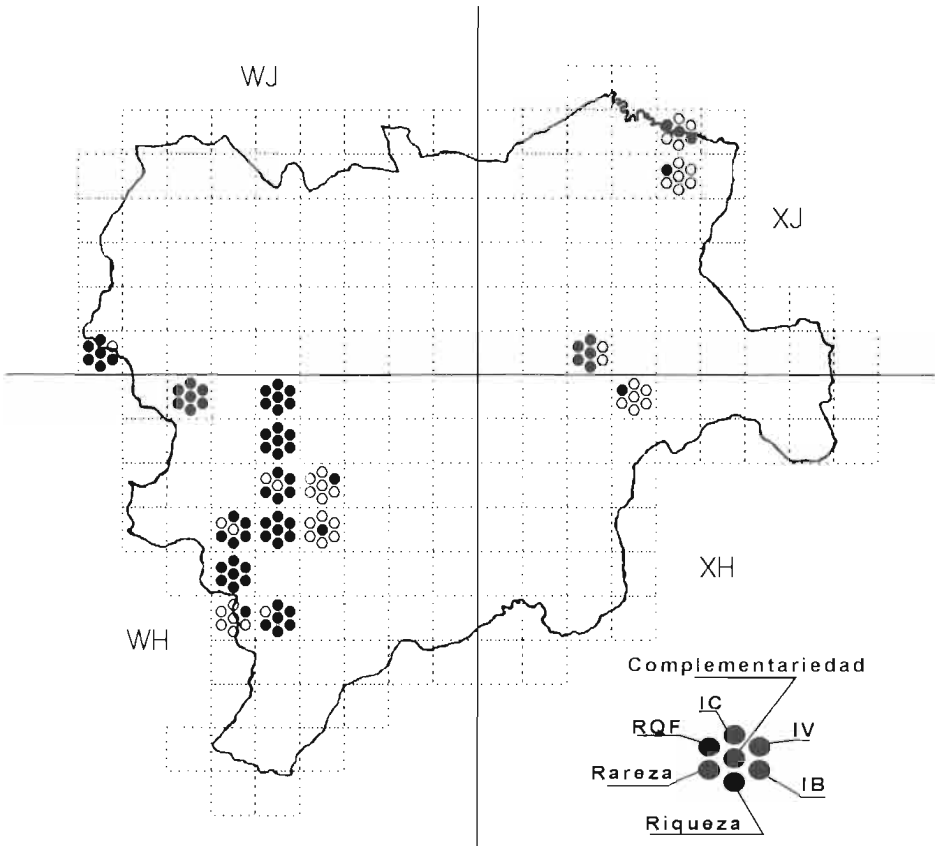 WJ
XJ
XH
WH
Complementariedad
IC
RQF
IV
Rareza
IB
Riqueza